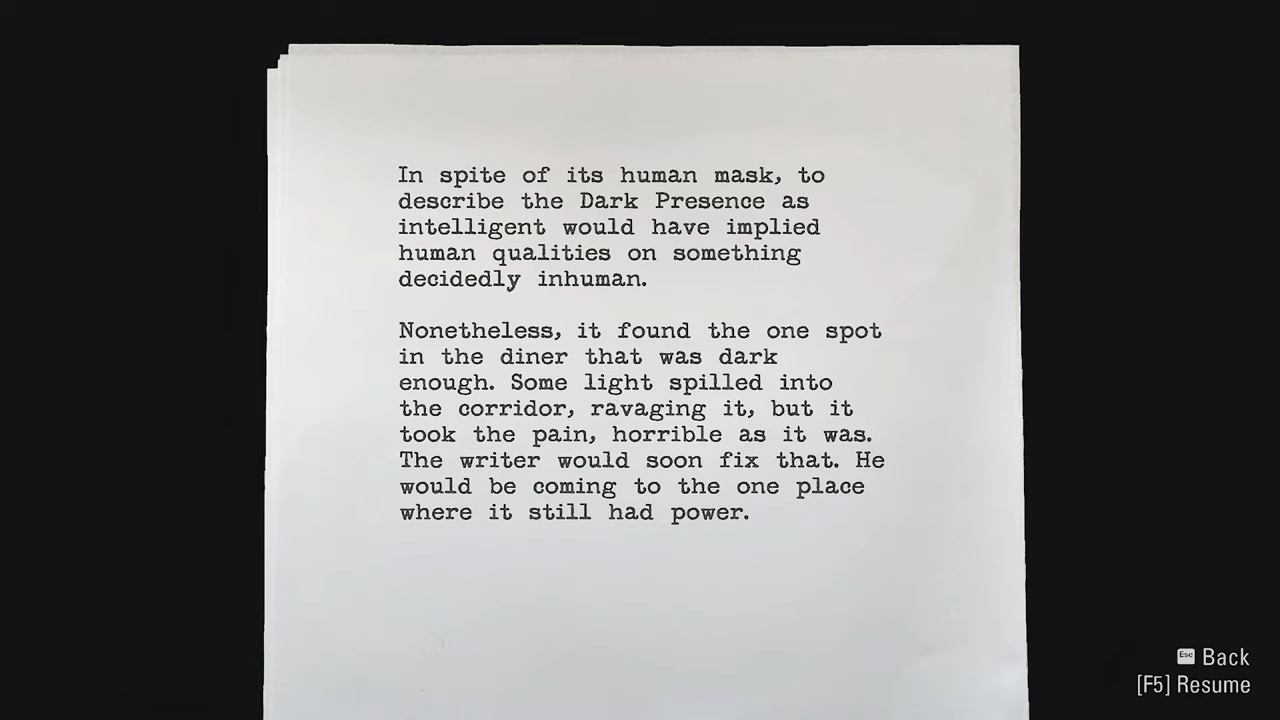 In spite of its human mask, to
describe the Dark Presence as
intelligent would have implied
human qualities on something
decidedly inhuman.
Nonetheless, it found the one spot
in the diner that was dark
enough. Some light spilled into
the corridor, ravaging it, but it
took the pain, horrible as it was.
The writer would soon fix that. He
would be coming to the one place
where it still had power.
Esc Back
[F5] Resume